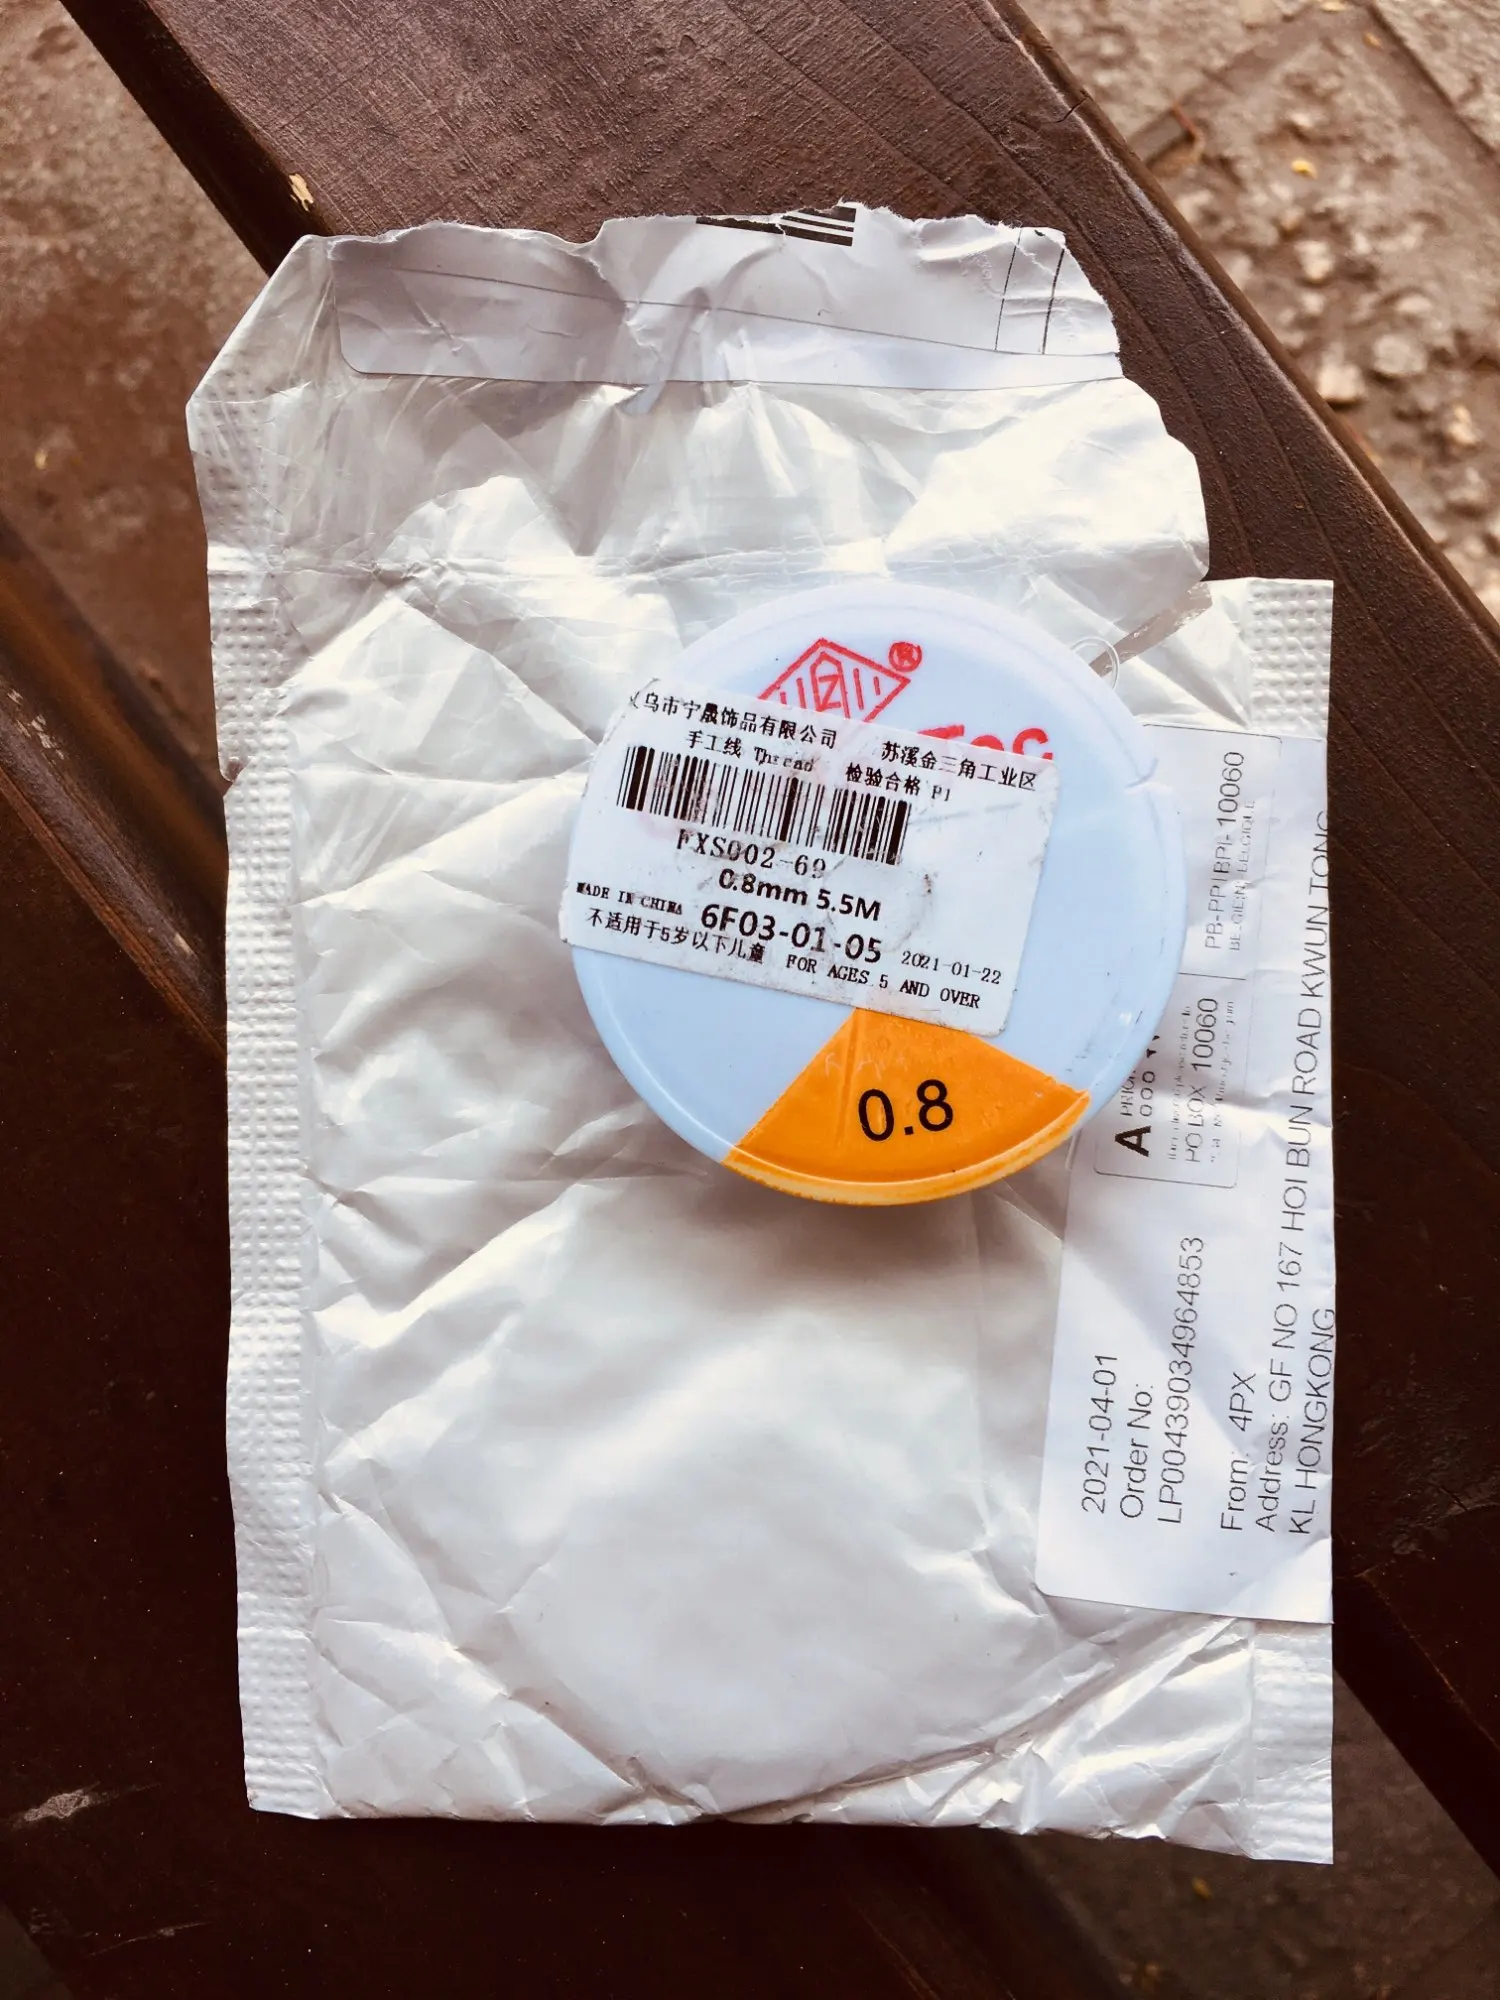 Z
®
乌市宁晟饰品有限公司 苏溪金三角工业区
手工线 Thread 检验合格 P1
FXS002-69
0.8mm 5.5M
MADE IN CHINA 6F03-01-05 2021-01-22
不适用于5岁以下儿童 FOR AGES 5 AND OVER
0.8
PB-PP|BPI-10060
BELGIE(N)-BELGIQUE
A
PO BOX 10060
2021-04-01
Order No:
LP00439034964853
From: 4PX
Address: GF NO 167 HOI BUN ROAD KWUN TONG
KL HONGKONG